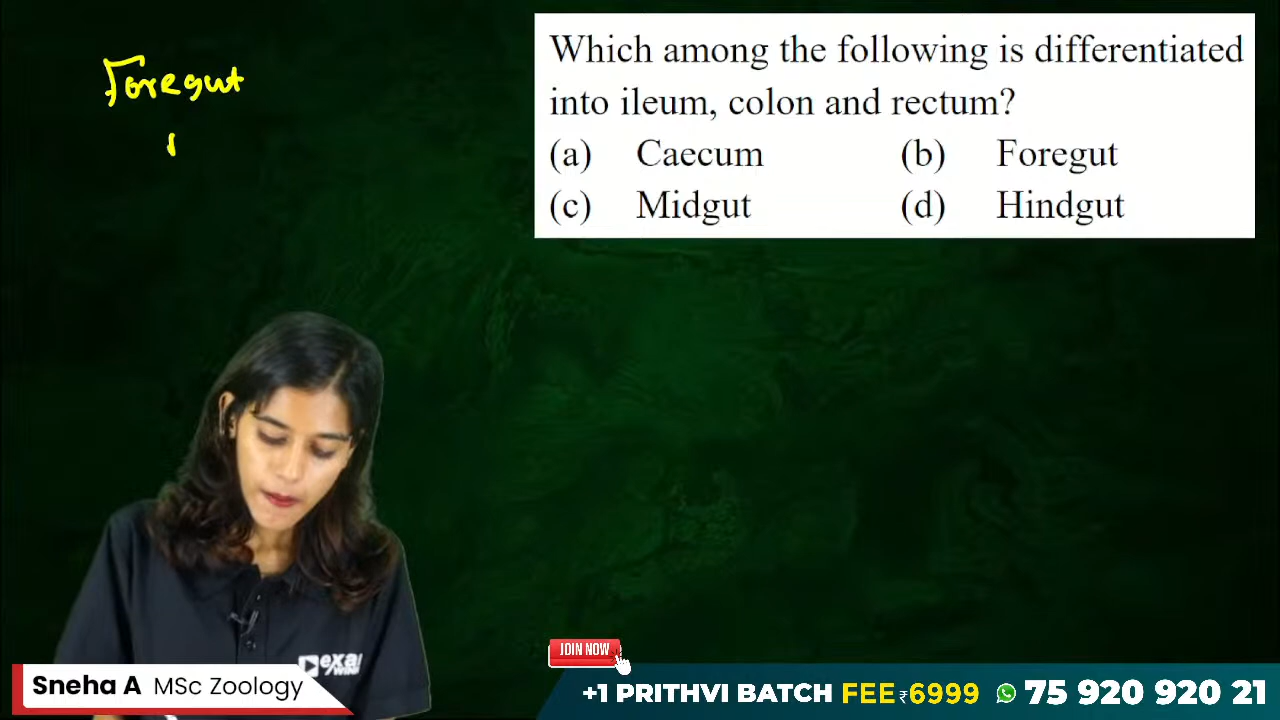 Foregut
Which among the following is differentiated
into ileum, colon and rectum?
(a) Caecum (b) Foregut
(c) Midgut (d) Hindgut
JOIN NOW
Sneha A MSc Zoology
+1 PRITHVI BATCH FEE ₹6999 75 920 920 21